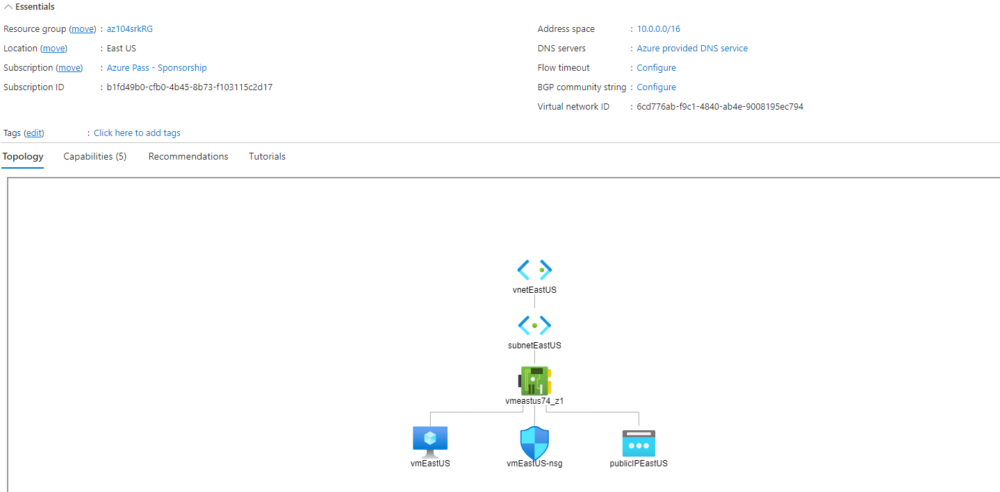 Essentials
Resource group (move) : az104srkRG
Location (move) : East US
Subscription (move) : Azure Pass - Sponsorship
Subscription ID : b1fd49b0-cfb0-4b45-8b73-f103115c2d17
Address space : 10.0.0.0/16
DNS servers : Azure provided DNS service
Flow timeout : Configure
BGP community string : Configure
Virtual network ID : 6cd776ab-f9c1-4840-ab4e-9008195ec794
Tags (edit) : Click here to add tags
Topology Capabilities (5) Recommendations Tutorials
vnetEastUS
subnetEastUS
vmeastus74_z1
vmEastUS vmEastUS-nsg publicIPEastUS